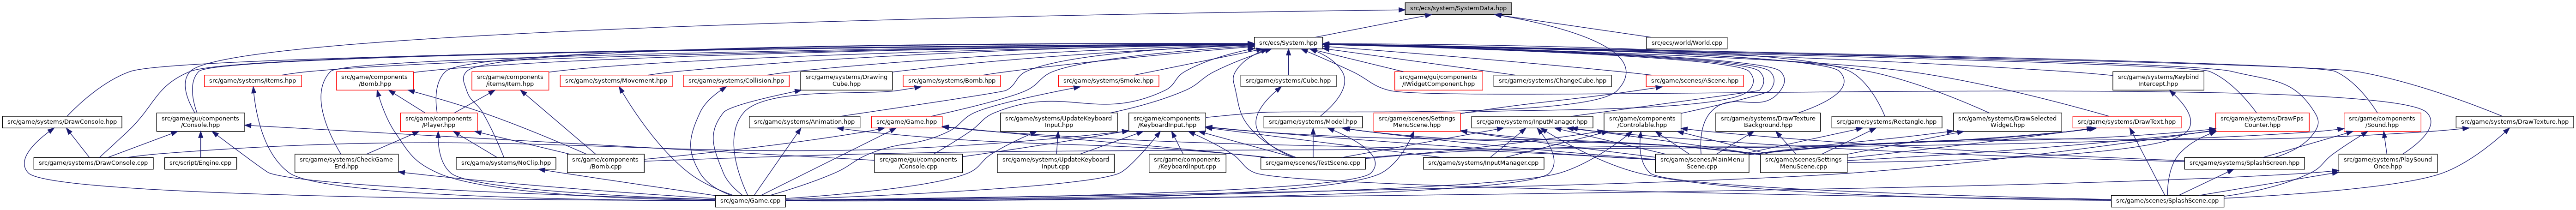 src/ecs/system/SystemData.hpp
src/ecs/System.hpp
src/ecs/world/World.cpp
src/game/systems/Items.hpp
src/game/components
/Bomb.hpp
src/game/components
/items/Item.hpp
src/game/systems/Movement.hpp
src/game/systems/Collision.hpp
src/game/systems/Drawing
Cube.hpp
src/game/systems/Bomb.hpp
src/game/systems/Smoke.hpp
src/game/systems/Cube.hpp
src/game/gui/components
/IWidgetComponent.hpp
src/game/systems/ChangeCube.hpp
src/game/scenes/AScene.hpp
src/game/systems/Keybind
Intercept.hpp
src/game/systems/DrawConsole.hpp
src/game/gui/components
/Console.hpp
src/game/components
/Player.hpp
src/game/systems/Animation.hpp
src/game/Game.hpp
src/game/systems/UpdateKeyboard
Input.hpp
src/game/components
/KeyboardInput.hpp
src/game/systems/Model.hpp
src/game/scenes/Settings
MenuScene.hpp
src/game/systems/InputManager.hpp
src/game/components
/Controlable.hpp
src/game/systems/DrawTexture
Background.hpp
src/game/systems/Rectangle.hpp
src/game/systems/DrawSelected
Widget.hpp
src/game/systems/DrawText.hpp
src/game/systems/DrawFps
Counter.hpp
src/game/components
/Sound.hpp
src/game/systems/DrawTexture.hpp
src/game/systems/DrawConsole.cpp
src/script/Engine.cpp
src/game/systems/CheckGame
End.hpp
src/game/systems/NoClip.hpp
src/game/components
/Bomb.cpp
src/game/gui/components
/Console.cpp
src/game/systems/UpdateKeyboard
Input.cpp
src/game/components
/KeyboardInput.cpp
src/game/scenes/TestScene.cpp
src/game/systems/InputManager.cpp
src/game/scenes/MainMenu
Scene.cpp
src/game/scenes/Settings
MenuScene.cpp
src/game/systems/SplashScreen.hpp
src/game/systems/PlaySound
Once.hpp
src/game/Game.cpp
src/game/scenes/SplashScene.cpp